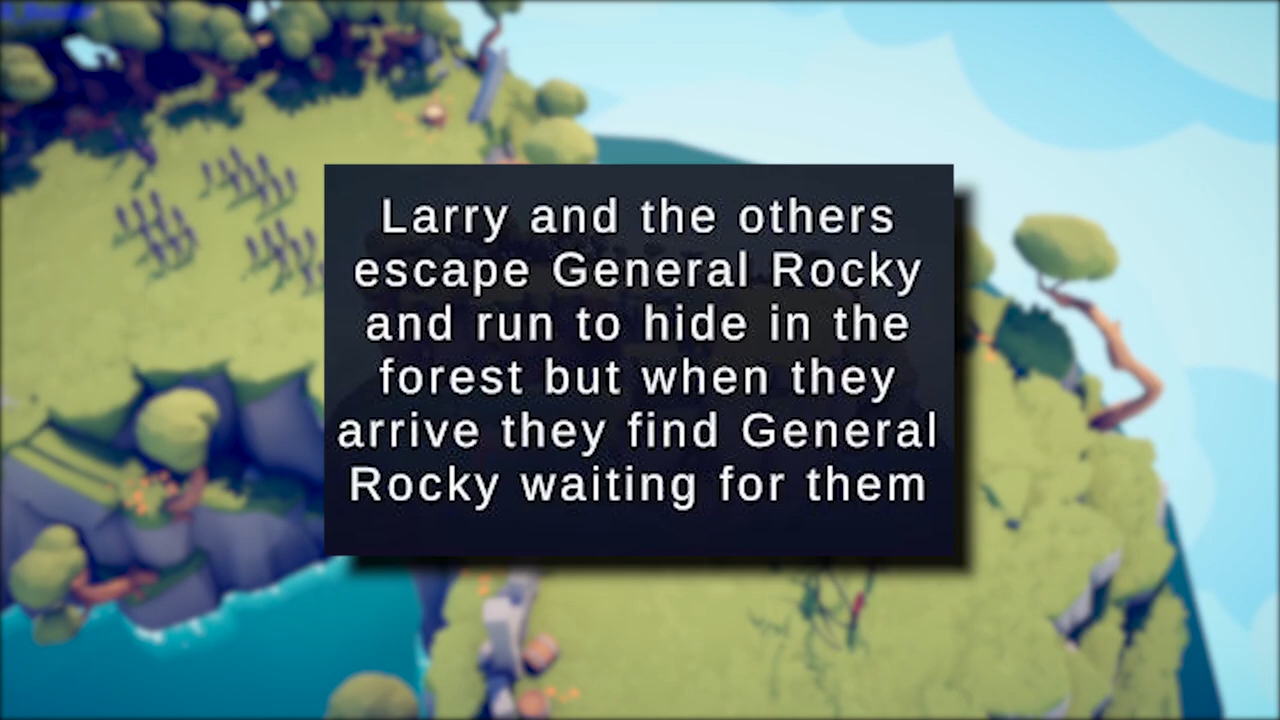 Larry and the others
escape General Rocky
and run to hide in the
forest but when they
arrive they find General
Rocky waiting for them